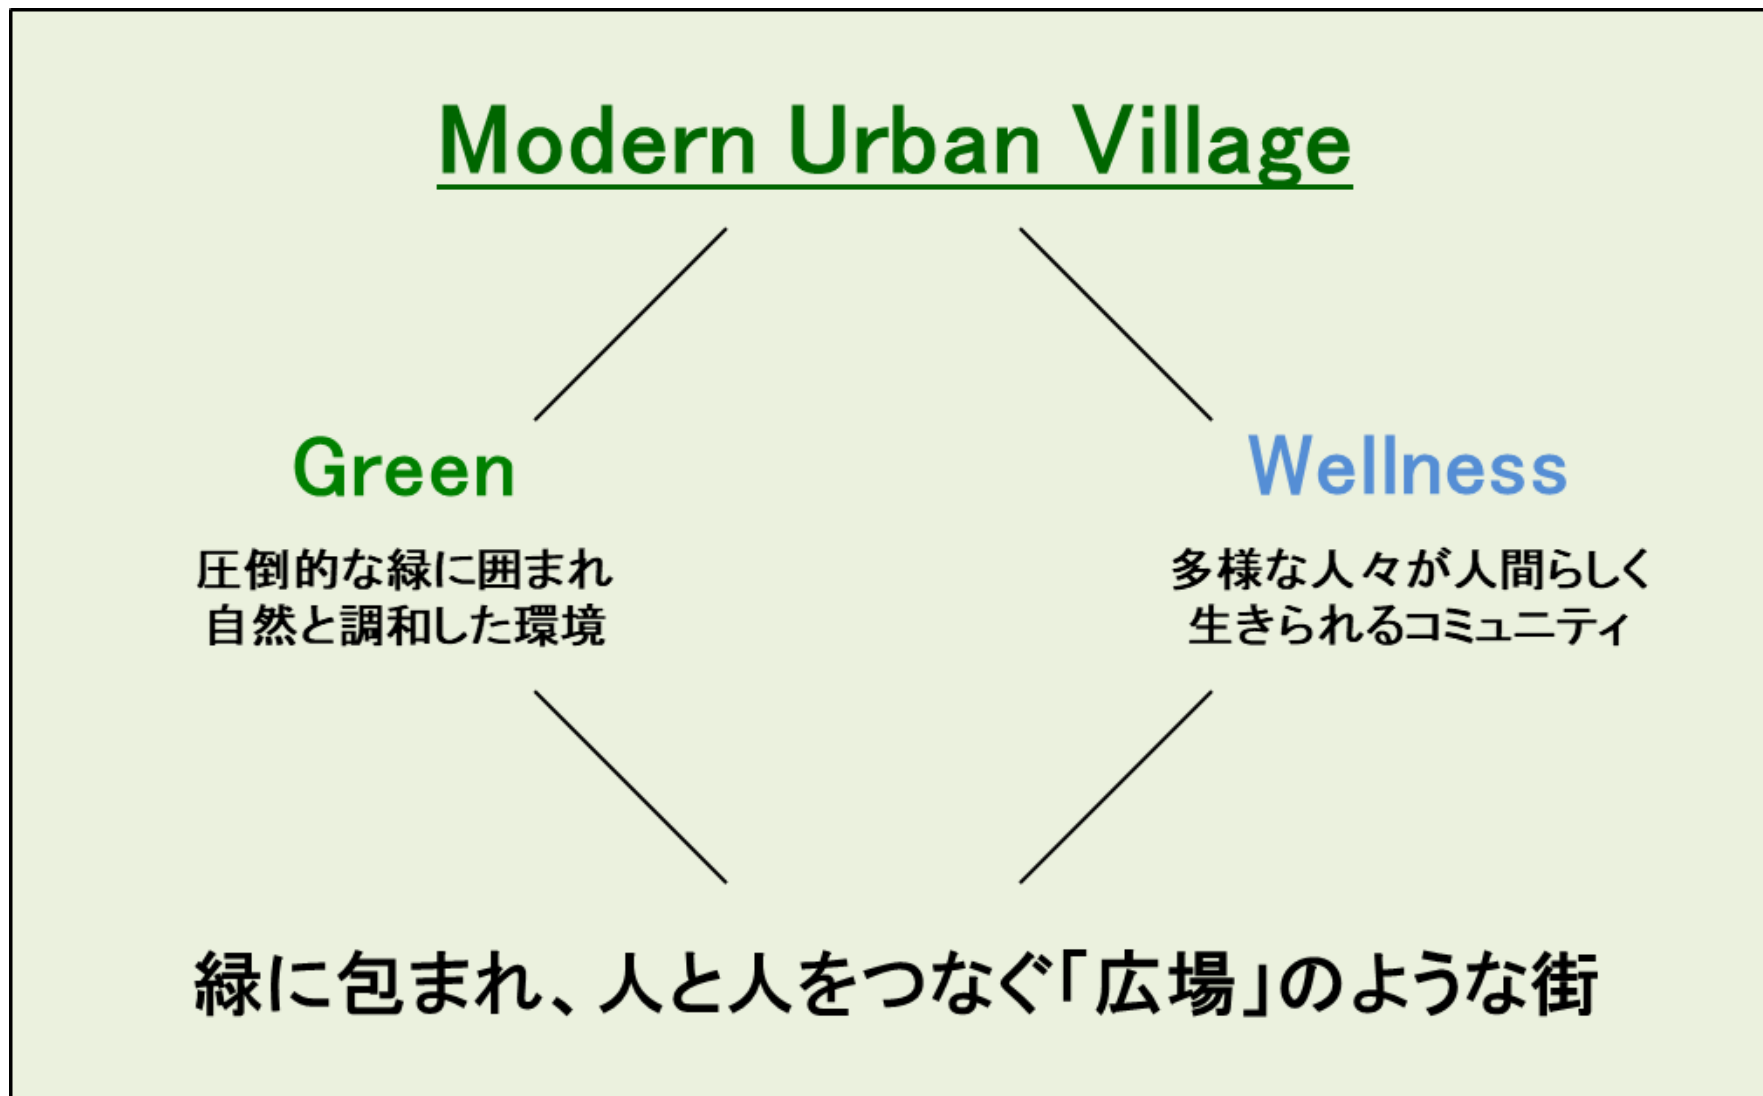 Modern Urban Village
Green
圧倒的な緑に囲まれ
自然と調和した環境
Wellness
多様な人々が人間らしく
生きられるコミュニティ
緑に包まれ、人と人をつなぐ「広場」のような街